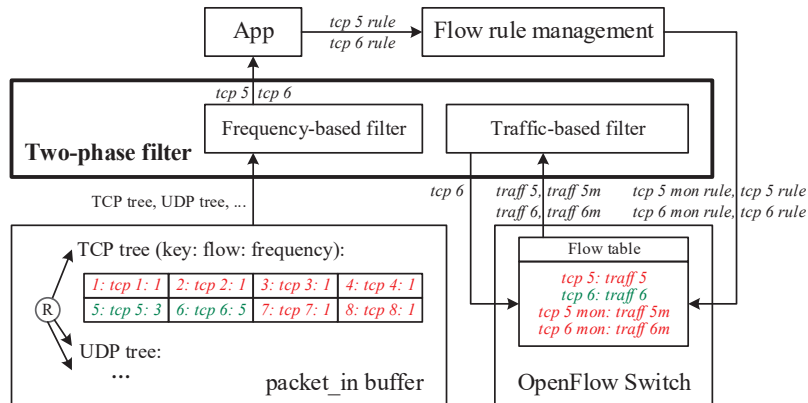 App
tcp 5 rule
tcp 6 rule
Flow rule management
tcp 5 tcp 6
Two-phase filter
Frequency-based filter
Traffic-based filter
TCP tree, UDP tree, ...
tcp 6
traff 5, traff 5m
traff 6, traff 6m
tcp 5 mon rule, tcp 5 rule
tcp 6 mon rule, tcp 6 rule
TCP tree (key: flow: frequency):
1: tcp 1: 1 2: tcp 2: 1 3: tcp 3: 1 4: tcp 4: 1
5: tcp 5: 3 6: tcp 6: 5 7: tcp 7: 1 8: tcp 8: 1
R
UDP tree:
...
packet_in buffer
Flow table
tcp 5: traff 5
tcp 6: traff 6
tcp 5 mon: traff 5m
tcp 6 mon: traff 6m
OpenFlow Switch